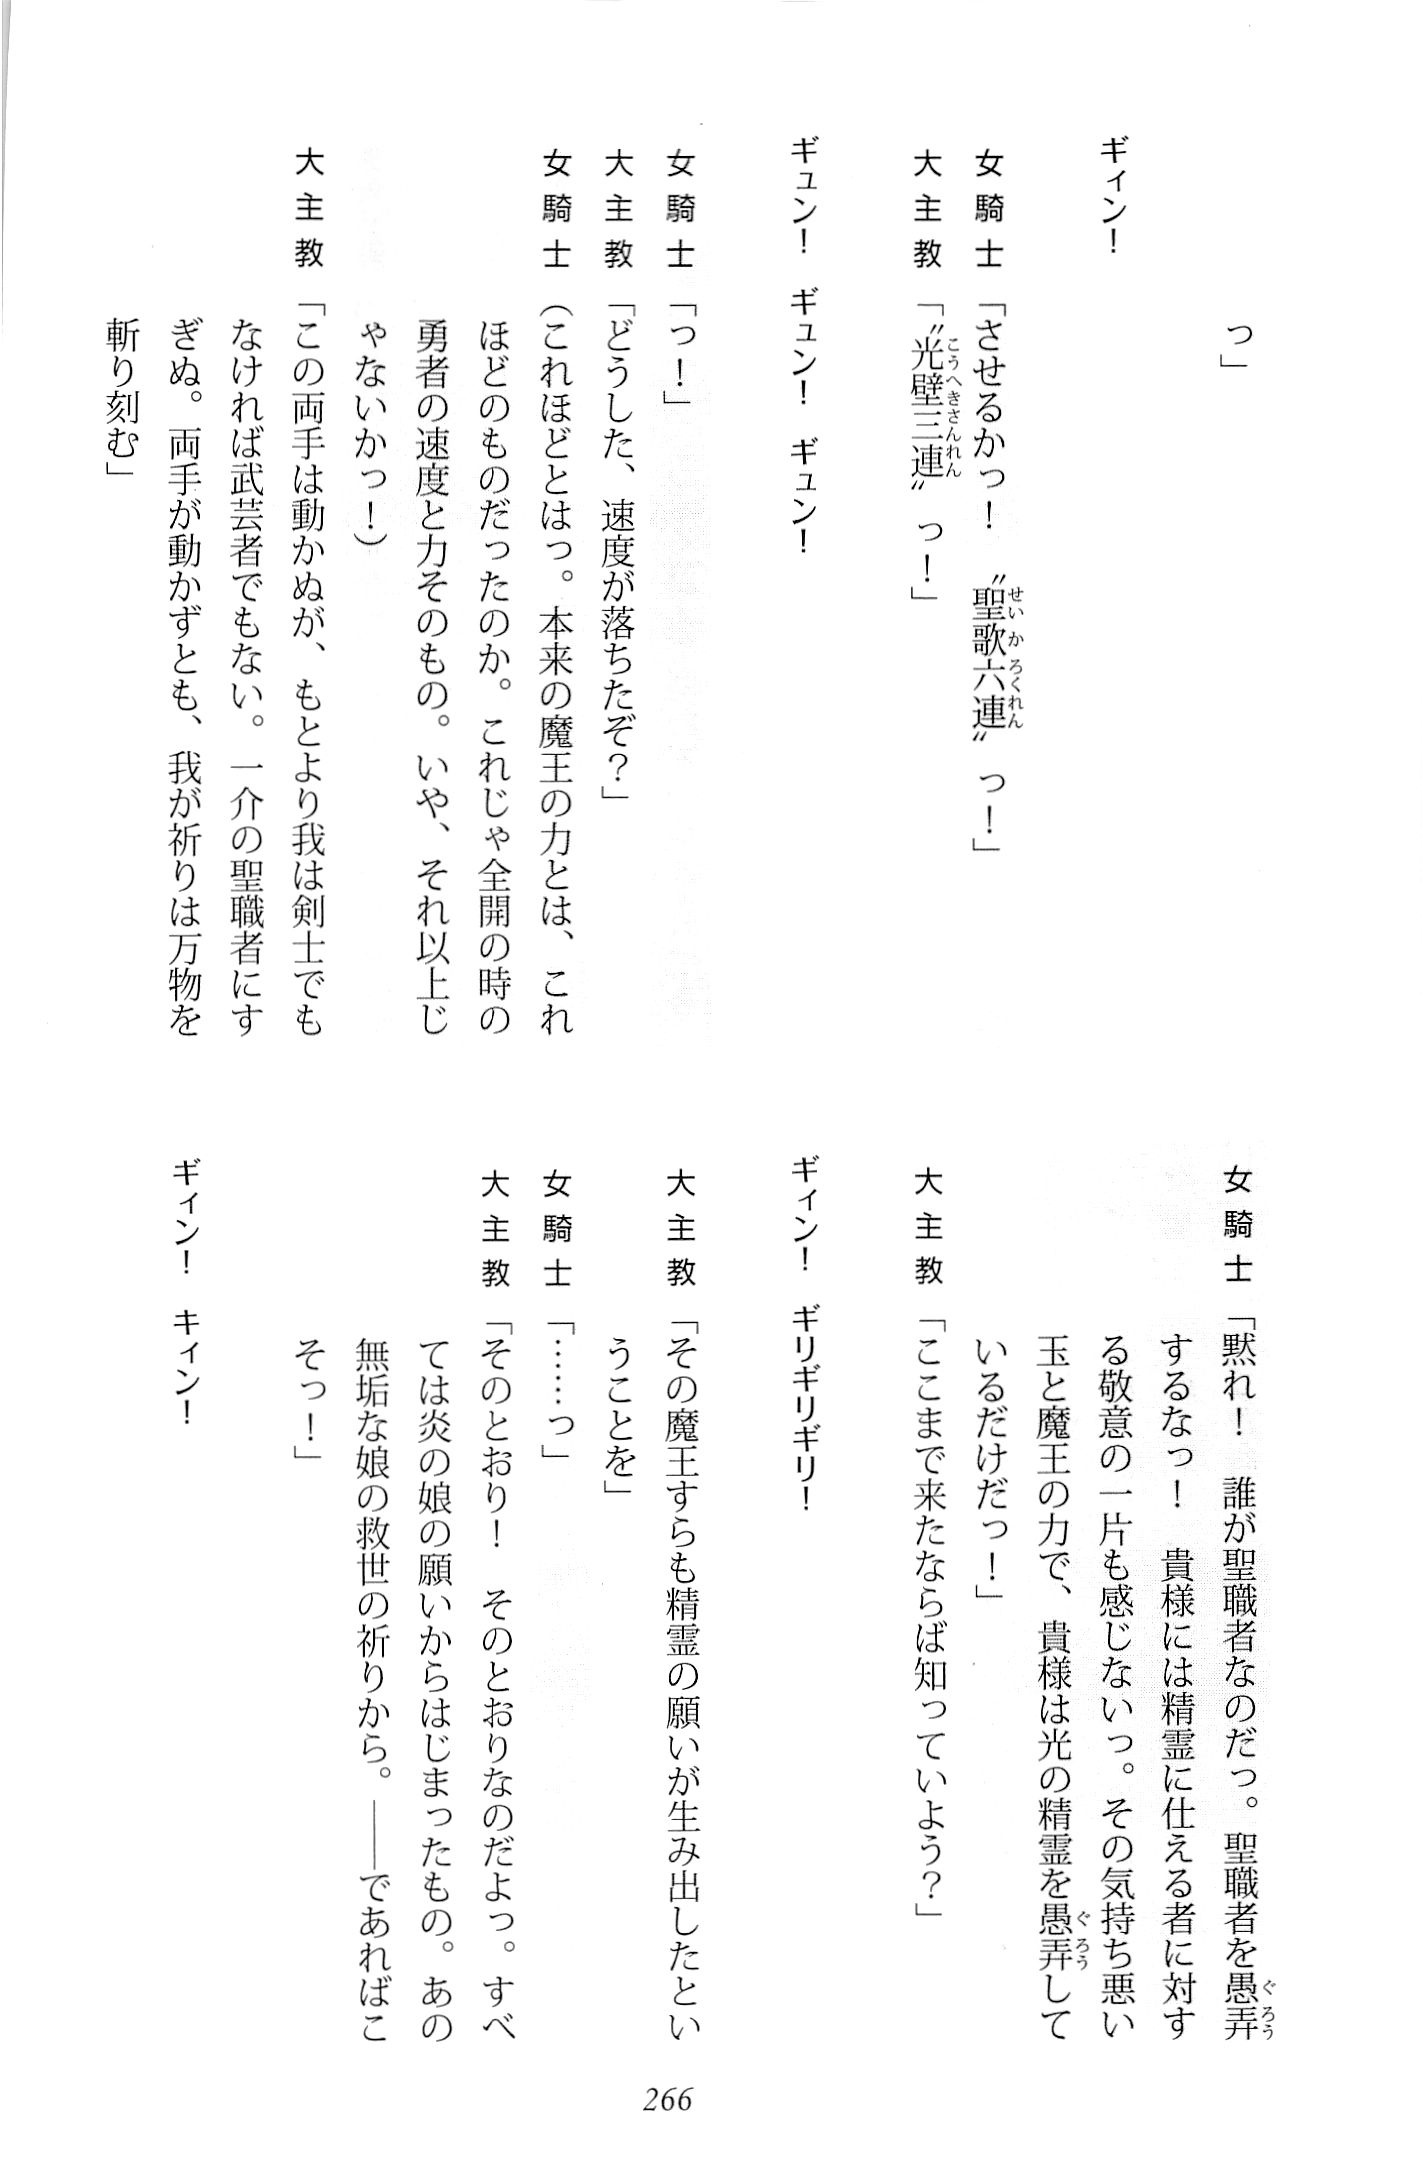 っ」
ギィン！
女騎士「させるかっ！　〝聖歌六連〟っ！」
大主教「〝光壁三連〟っ！」
ギュン！　ギュン！　ギュン！
女騎士「っ！」
大主教「どうした、速度が落ちたぞ？」
女騎士（これほどとはっ。本来の魔王の力とは、これ
ほどのものだったのか。これじゃ全開の時の
勇者の速度と力そのもの。いや、それ以上じ
ゃないかっ！）
大主教「この両手は動かぬが、もとより我は剣士でも
なければ武芸者でもない。一介の聖職者にす
ぎぬ。両手が動かずとも、我が祈りは万物を
斬り刻む」
女騎士「黙れ！　誰が聖職者なのだっ。聖職者を愚弄
するなっ！　貴様には精霊に仕える者に対す
る敬意の一片も感じないっ。その気持ち悪い
玉と魔王の力で、貴様は光の精霊を愚弄して
いるだけだっ！」
大主教「ここまで来たならば知っていよう？」
ギィン！　ギリギリギリ！
大主教「その魔王すらも精霊の願いが生み出したとい
うことを」
女騎士「……っ」
大主教「そのとおり！　そのとおりなのだよっ。すべ
ては炎の娘の願いからはじまったもの。あの
無垢な娘の救世の祈りから。――であればこ
そっ！」
ギィン！　キィン！
266